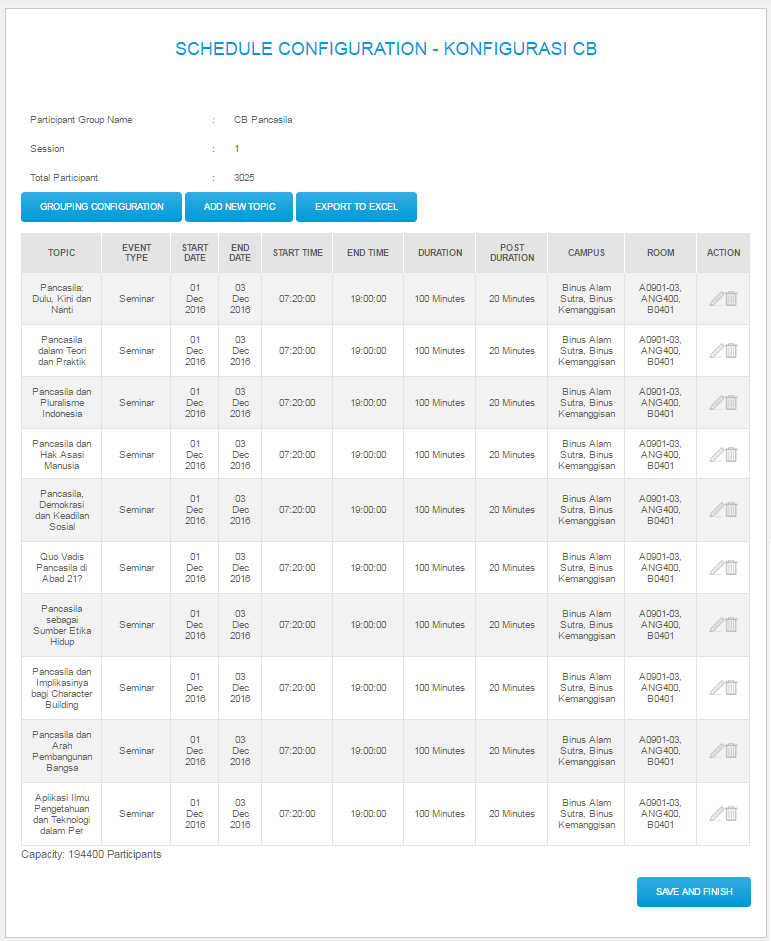 SCHEDULE CONFIGURATION - KONFIGURASI CB
Participant Group Name : CB Pancasila
Session : 1
Total Participant : 3025
GROUPING CONFIGURATION ADD NEW TOPIC EXPORT TO EXCEL
TOPIC EVENT TYPE START DATE END DATE START TIME END TIME DURATION POST DURATION CAMPUS ROOM ACTION
Pancasila: Dulu, Kini dan Nanti Seminar 01 Dec 2016 03 Dec 2016 07:20:00 19:00:00 100 Minutes 20 Minutes Binus Alam Sutra, Binus Kemanggisan A0901-03, ANG400, B0401
Pancasila dalam Teori dan Praktik Seminar 01 Dec 2016 03 Dec 2016 07:20:00 19:00:00 100 Minutes 20 Minutes Binus Alam Sutra, Binus Kemanggisan A0901-03, ANG400, B0401
Pancasila dan Pluralisme Indonesia Seminar 01 Dec 2016 03 Dec 2016 07:20:00 19:00:00 100 Minutes 20 Minutes Binus Alam Sutra, Binus Kemanggisan A0901-03, ANG400, B0401
Pancasila dan Hak Asasi Manusia Seminar 01 Dec 2016 03 Dec 2016 07:20:00 19:00:00 100 Minutes 20 Minutes Binus Alam Sutra, Binus Kemanggisan A0901-03, ANG400, B0401
Pancasila, Demokrasi dan Keadilan Sosial Seminar 01 Dec 2016 03 Dec 2016 07:20:00 19:00:00 100 Minutes 20 Minutes Binus Alam Sutra, Binus Kemanggisan A0901-03, ANG400, B0401
Quo Vadis Pancasila di Abad 21? Seminar 01 Dec 2016 03 Dec 2016 07:20:00 19:00:00 100 Minutes 20 Minutes Binus Alam Sutra, Binus Kemanggisan A0901-03, ANG400, B0401
Pancasila sebagai Sumber Etika Hidup Seminar 01 Dec 2016 03 Dec 2016 07:20:00 19:00:00 100 Minutes 20 Minutes Binus Alam Sutra, Binus Kemanggisan A0901-03, ANG400, B0401
Pancasila dan Implikasinya bagi Character Building Seminar 01 Dec 2016 03 Dec 2016 07:20:00 19:00:00 100 Minutes 20 Minutes Binus Alam Sutra, Binus Kemanggisan A0901-03, ANG400, B0401
Pancasila dan Arah Pembangunan Bangsa Seminar 01 Dec 2016 03 Dec 2016 07:20:00 19:00:00 100 Minutes 20 Minutes Binus Alam Sutra, Binus Kemanggisan A0901-03, ANG400, B0401
Aplikasi Ilmu Pengetahuan dan Teknologi dalam Per Seminar 01 Dec 2016 03 Dec 2016 07:20:00 19:00:00 100 Minutes 20 Minutes Binus Alam Sutra, Binus Kemanggisan A0901-03, ANG400, B0401
Capacity: 194400 Participants
SAVE AND FINISH